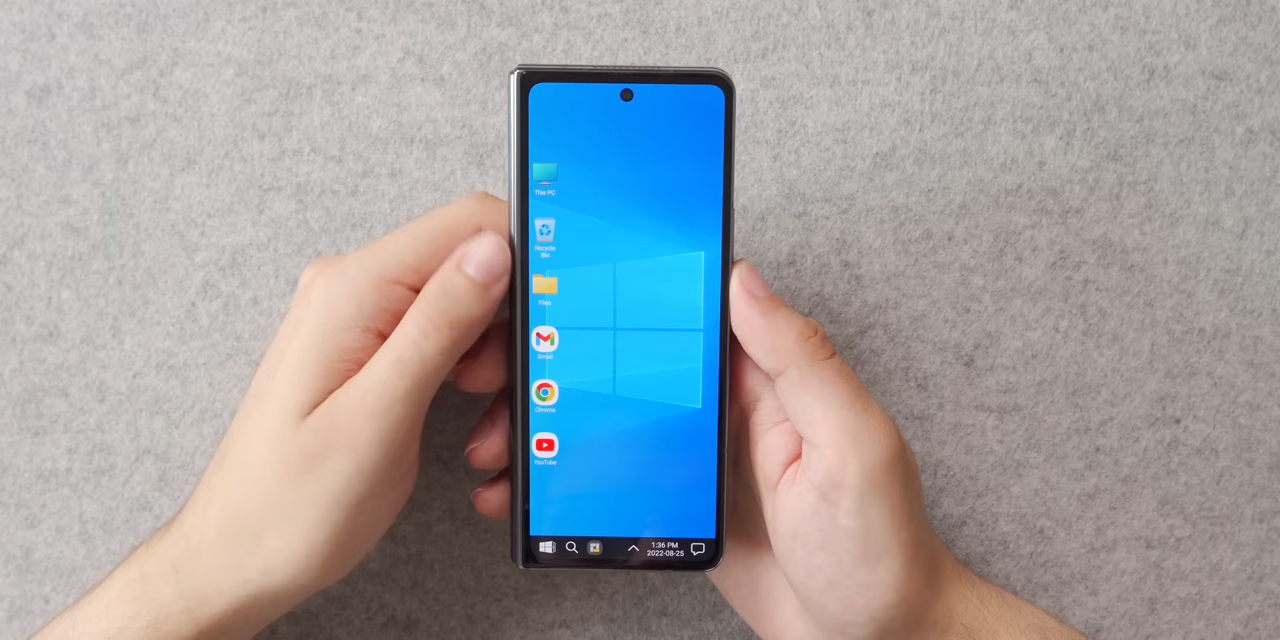 This PC
Recycle
Bin
Files
Gmail
Chrome
YouTube
1:36 PM
2022-08-25